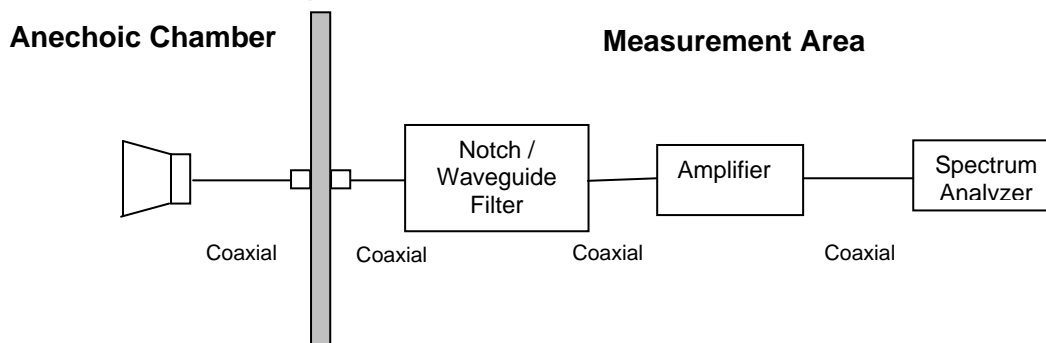 Anechoic Chamber
Measurement Area
Notch /
Waveguide
Filter
Amplifier
Spectrum
Analyzer
Coaxial
Coaxial
Coaxial
Coaxial